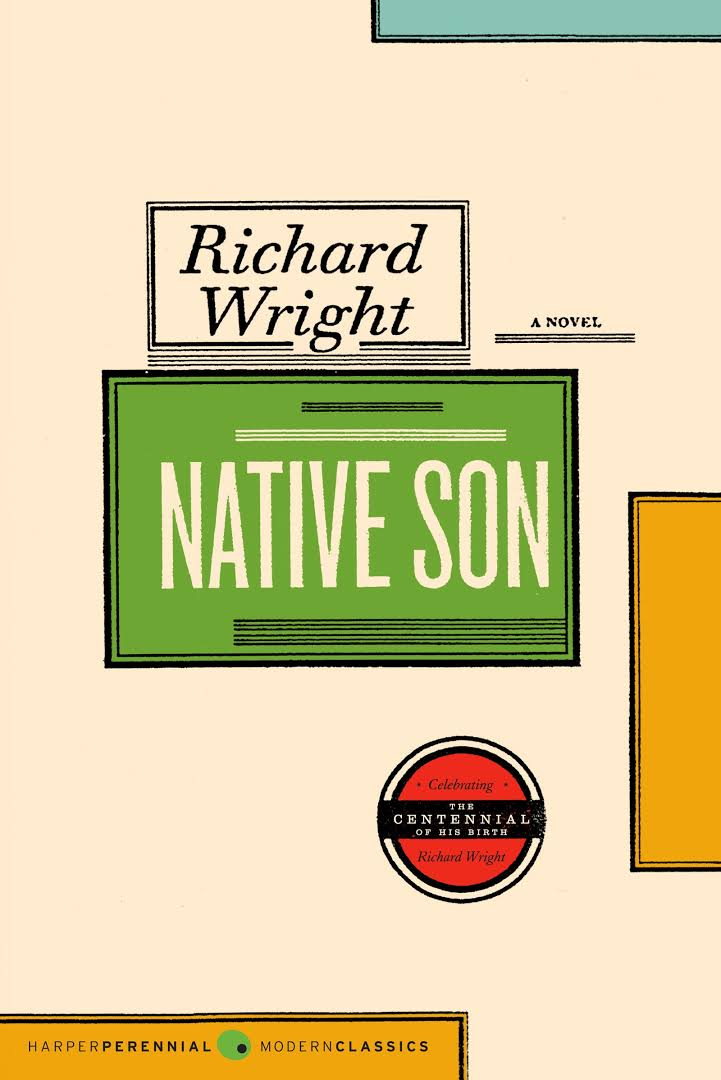 Richard
Wright
A NOVEL
NATIVE SON
Celebrating
THE
CENTENNIAL
OF HIS BIRTH
Richard Wright
HARPERPERENNIAL MODERNCLASSICS